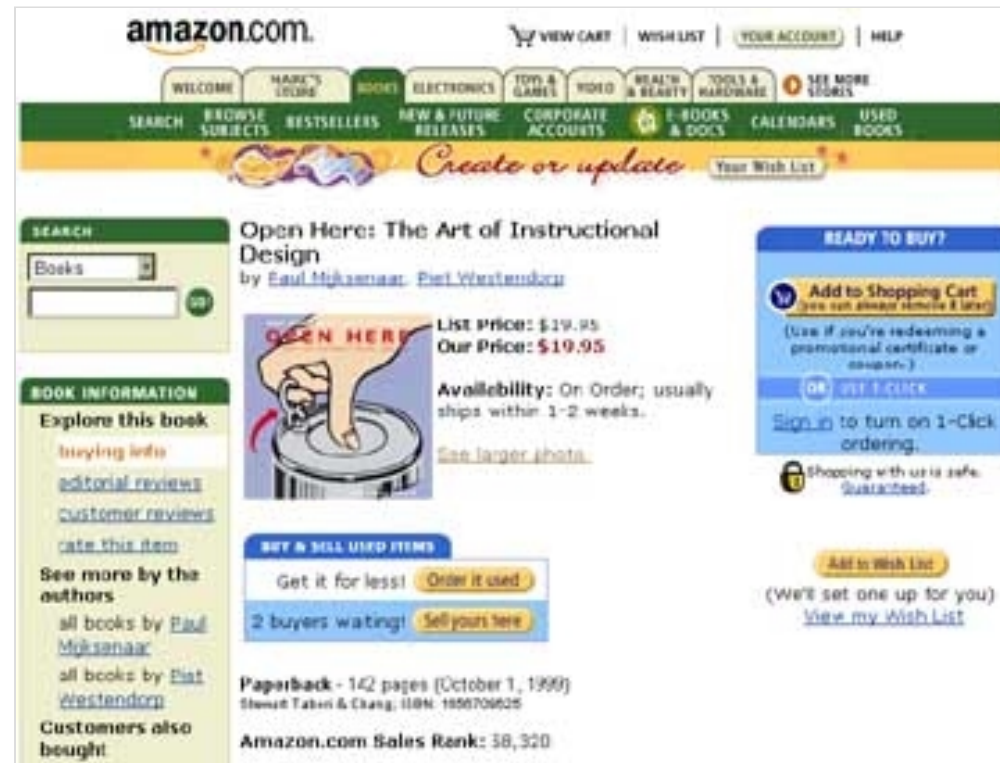 amazon.com.
VIEW CART | WISH LIST | YOUR ACCOUNT | HELP
WELCOME
STORE
BOOKS
ELECTRONICS
TOYS & GAMES
VIDEO
HEALTH & BEAUTY
TOOLS & HARDWARE
SEE MORE STORES
SEARCH
BROWSE SUBJECTS
BESTSELLERS
NEW & FUTURE RELEASES
CORPORATE ACCOUNTS
E-BOOKS & DOCS
CALENDARS
USED BOOKS
Create or update
Your Wish List
SEARCH
Books
GO!
BOOK INFORMATION
Explore this book
buying info
editorial reviews
customer reviews
rate this item
See more by the
authors
all books by Paul
Mijksenaar
all books by Piet
Westendorp
Customers also
bought
Open Here: The Art of Instructional
Design
by Paul Mijksenaar, Piet Westendorp
OPEN HERE
List Price: $19.95
Our Price: $19.95
Availability: On Order; usually
ships within 1-2 weeks.
See larger photo
BUY & SELL USED ITEMS
Get it for less! Order it used
2 buyers wating! Sell yours here
Paperback - 142 pages (October 1, 1999)
Stewart Tabori & Chang; ISBN:
Amazon.com Sales Rank:
READY TO BUY?
Add to Shopping Cart
(you can always remove it later)
(Use if you're redeeming a
promotional certificate or
coupon.)
OR USE 1-CLICK
Sign in to turn on 1-Click
ordering.
Shopping with us is safe.
Guaranteed.
Add to Wish List
(We'll set one up for you)
View my Wish List